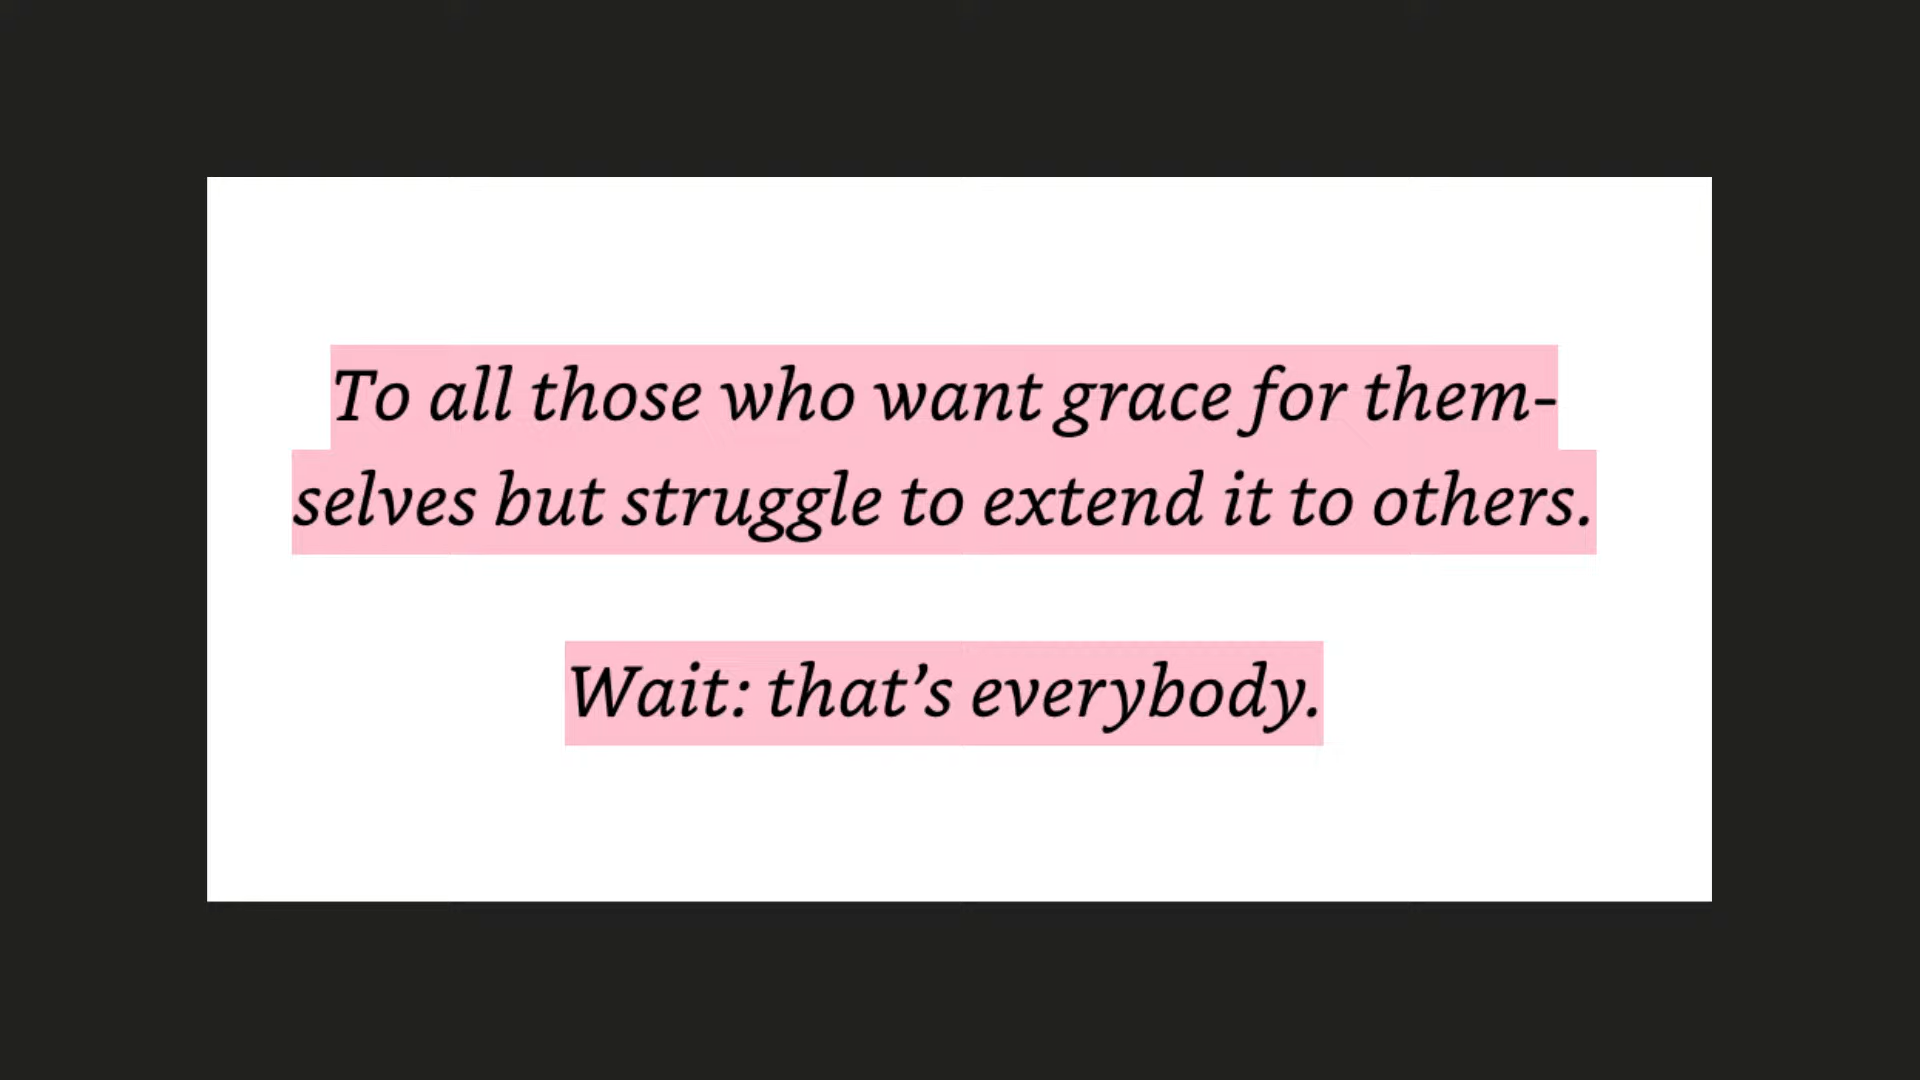 To all those who want grace for them-
selves but struggle to extend it to others.
Wait: that’s everybody.